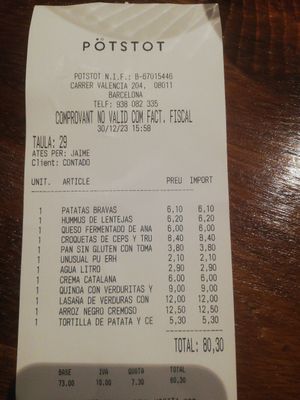 POTSTOT
POTSTOT N.I.F.: B-67015446
CARRER VALENCIA 204, 08011
BARCELONA
TELF: 938 082 335
COMPROVANT NO VALID COM FACT. FISCAL
30/12/23 15:58
TAULA: 29
ATES PER: JAIME
Client: CONTADO
UNIT. ARTICLE PREU IMPORT
1 PATATAS BRAVAS 6,10 6,10
1 HUMMUS DE LENTEJAS 6,20 6,20
1 QUESO FERMENTADO DE ANA 6,00 6,00
1 CROQUETAS DE CEPS Y TRU 8,40 8,40
1 PAN SIN GLUTEN CON TOMA 3,80 3,80
1 UNUSUAL PU ERH 2,10 2,10
1 AGUA LITRO 2,90 2,90
1 CREMA CATALANA 6,00 6,00
1 QUINOA CON VERDURITAS Y 9,00 9,00
1 LASAÑA DE VERDURAS CON 12,00 12,00
1 ARROZ NEGRO CREMOSO 12,50 12,50
1 TORTILLA DE PATATA Y CE 5,30 5,30
TOTAL: 80,30
BASE IVA QUOTA TOTAL
73.00 10.00 7.30 80,30